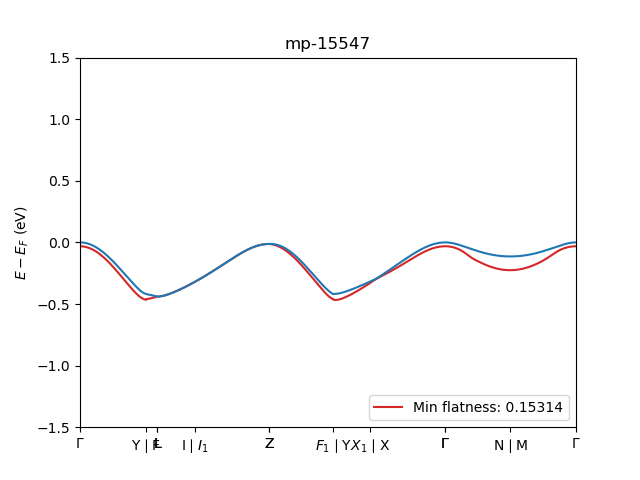 mp-15547
E − E_F (eV)
1.5
1.0
0.5
0.0
−0.5
−1.0
−1.5
Min flatness: 0.15314
Γ Y | F L I | I₁ Z F₁ | Y X₁ | X Γ N | M Γ